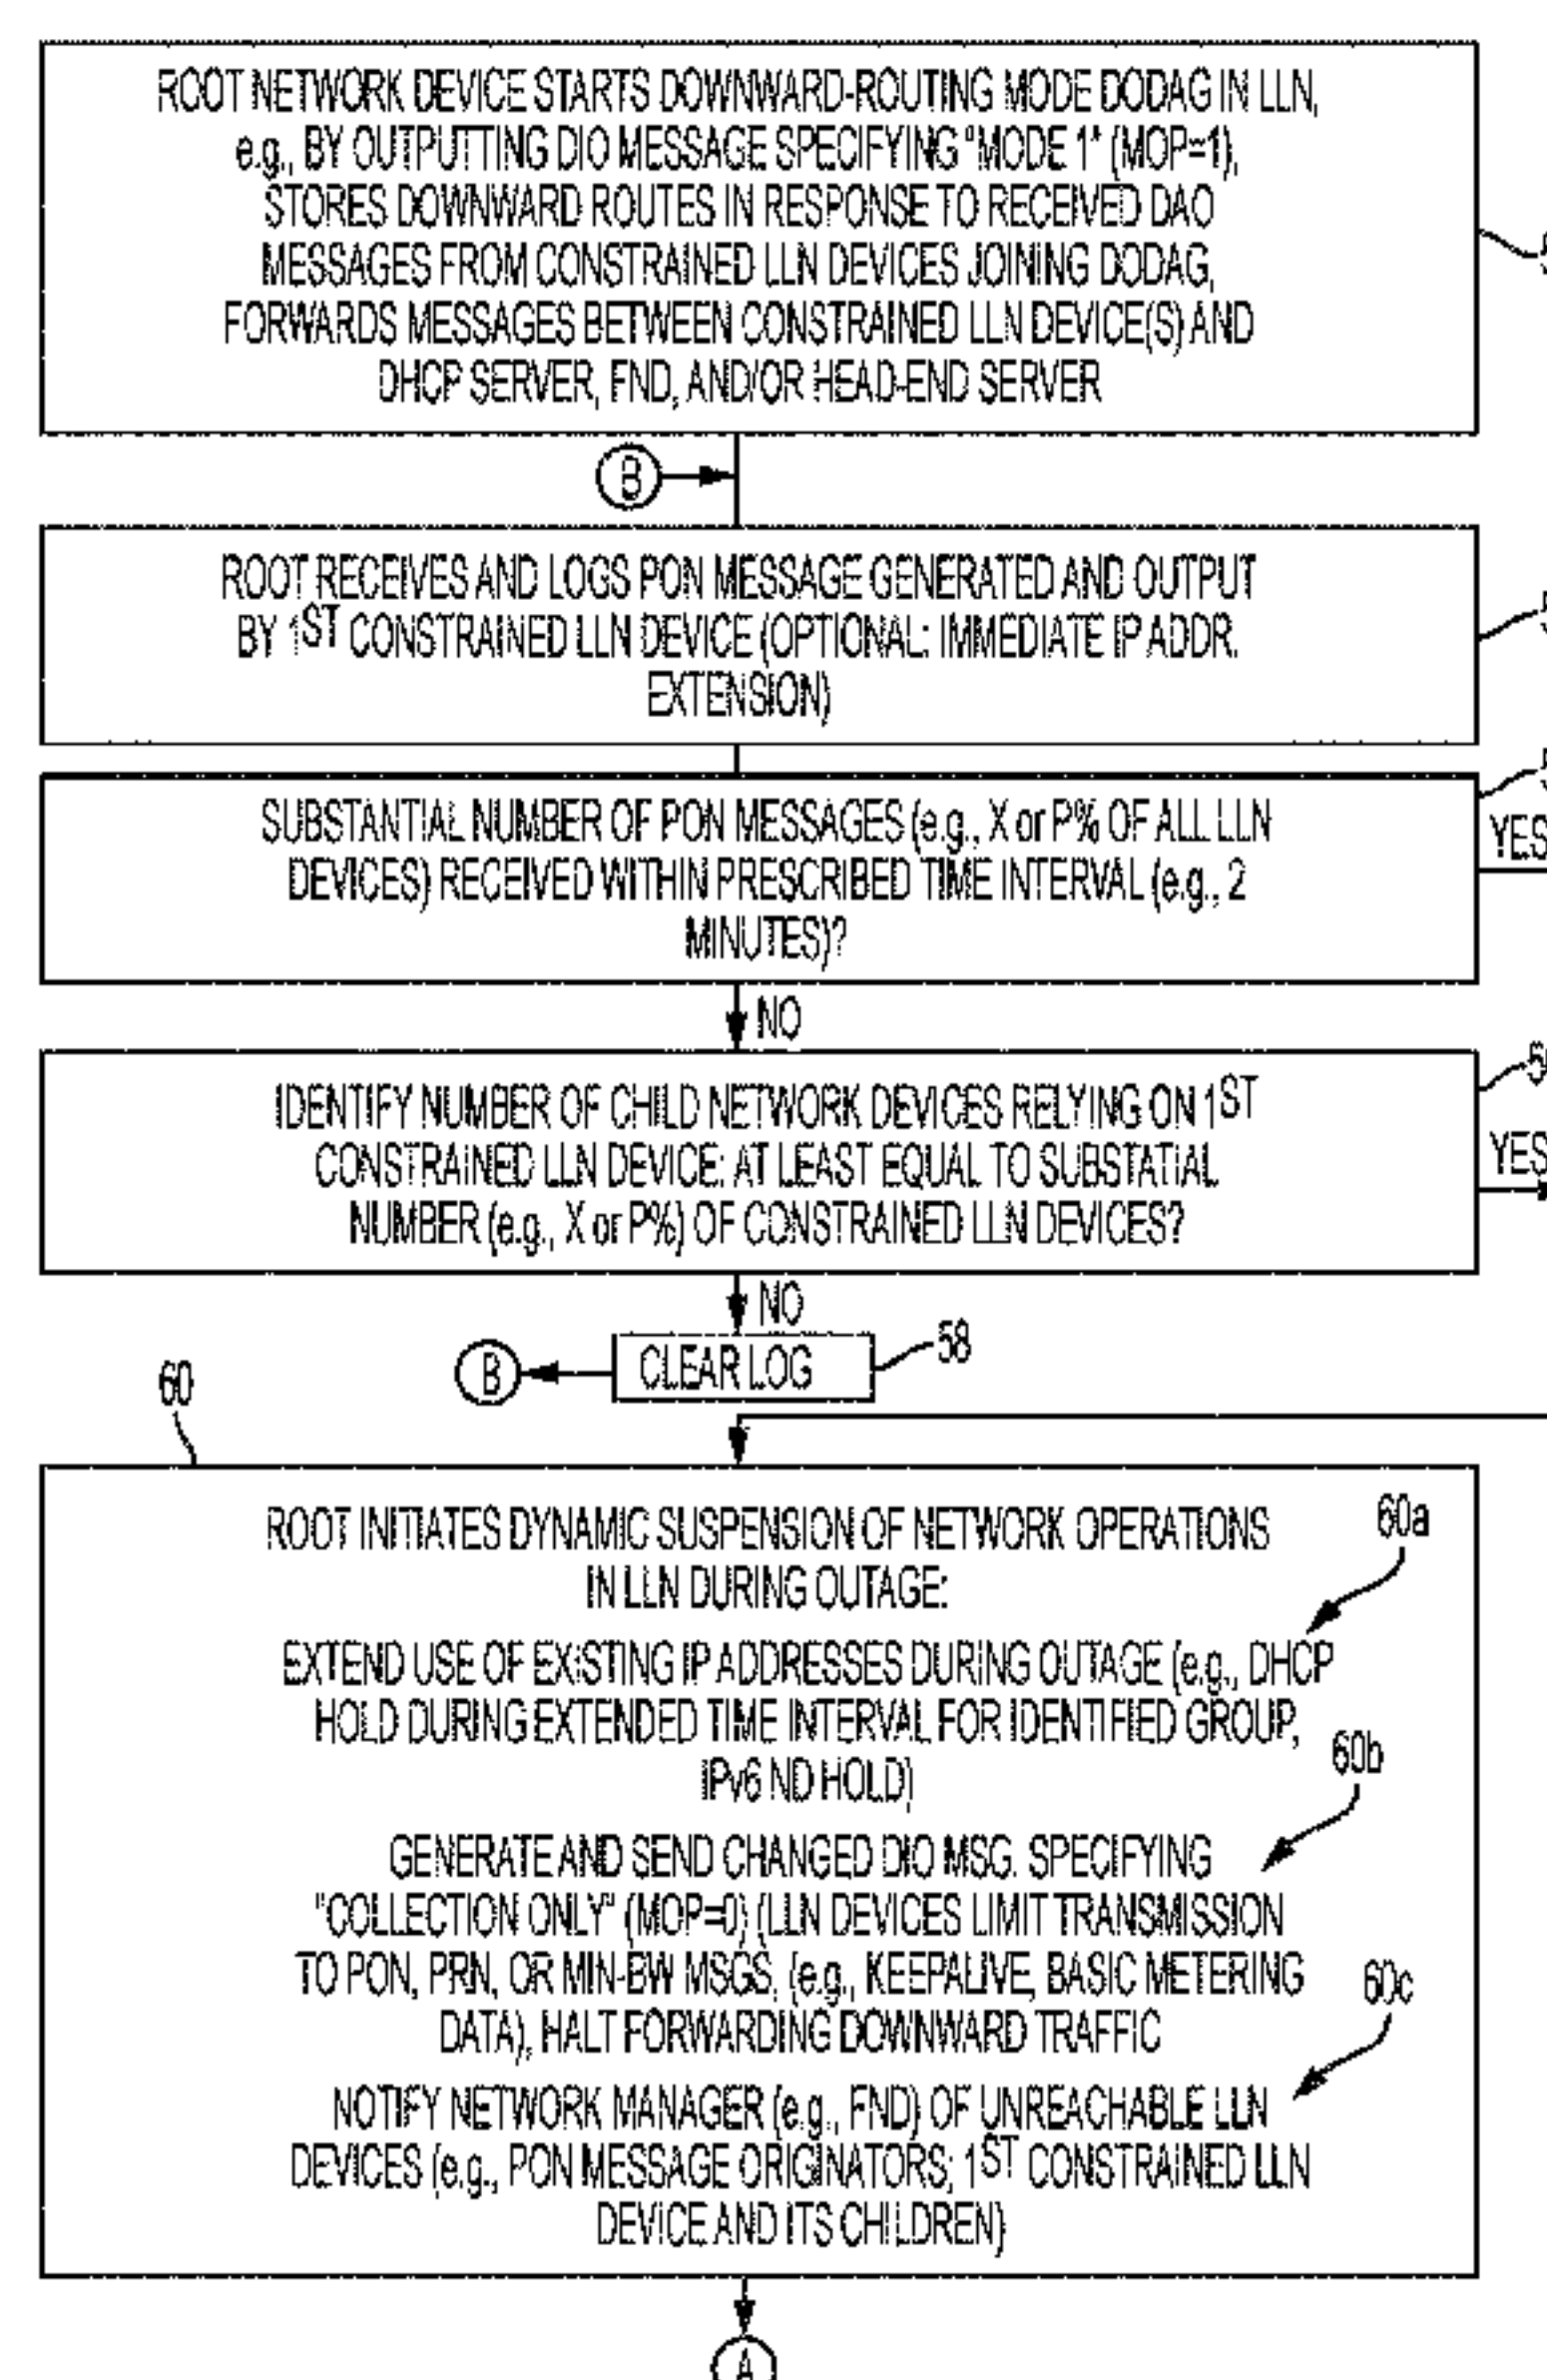 ROOT NETWORK DEVICE STARTS DOWNWARD-ROUTING MODE DODAG IN LLN,
e.g., BY OUTPUTTING DIO MESSAGE SPECIFYING "MODE 1" (MOP=1),
STORES DOWNWARD ROUTES IN RESPONSE TO RECEIVED DAO
MESSAGES FROM CONSTRAINED LLN DEVICES JOINING DODAG,
FORWARDS MESSAGES BETWEEN CONSTRAINED LLN DEVICE(S) AND
DHCP SERVER, FND, AND/OR HEAD-END SERVER
B
ROOT RECEIVES AND LOGS PON MESSAGE GENERATED AND OUTPUT
BY 1ST CONSTRAINED LLN DEVICE (OPTIONAL: IMMEDIATE IP ADDR.
EXTENSION)
SUBSTANTIAL NUMBER OF PON MESSAGES (e.g., X or P% OF ALL LLN
DEVICES) RECEIVED WITHIN PRESCRIBED TIME INTERVAL (e.g., 2
MINUTES)?
YES
NO
IDENTIFY NUMBER OF CHILD NETWORK DEVICES RELYING ON 1ST
CONSTRAINED LLN DEVICE: AT LEAST EQUAL TO SUBSTATIAL
NUMBER (e.g., X or P%) OF CONSTRAINED LLN DEVICES?
YES
NO
B
CLEAR LOG
58
60
ROOT INITIATES DYNAMIC SUSPENSION OF NETWORK OPERATIONS
IN LLN DURING OUTAGE:
60a
EXTEND USE OF EXISTING IP ADDRESSES DURING OUTAGE (e.g., DHCP
HOLD DURING EXTENDED TIME INTERVAL FOR IDENTIFIED GROUP,
IPv6 ND HOLD)
60b
GENERATE AND SEND CHANGED DIO MSG. SPECIFYING
"COLLECTION ONLY" (MOP=0) (LLN DEVICES LIMIT TRANSMISSION
TO PON, PRN, OR MIN-BW MSGS, (e.g., KEEPALIVE, BASIC METERING
DATA), HALT FORWARDING DOWNWARD TRAFFIC
60c
NOTIFY NETWORK MANAGER (e.g., FND) OF UNREACHABLE LLN
DEVICES (e.g., PON MESSAGE ORIGINATORS; 1ST CONSTRAINED LLN
DEVICE AND ITS CHILDREN)
A